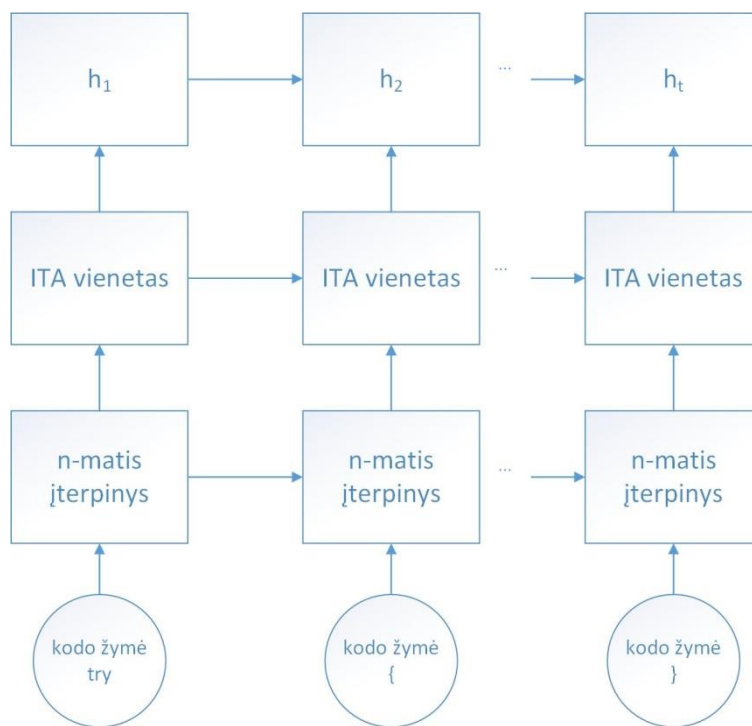 h₁ h₂ ... hₜ
ITA vienetas ITA vienetas ... ITA vienetas
n-matis n-matis ... n-matis
įterpinys įterpinys įterpinys
kodo žymė kodo žymė kodo žymė
try { }